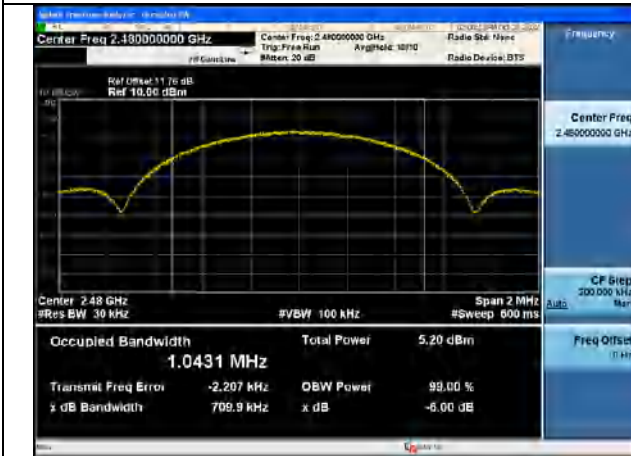 Center Freq 2.480000000 GHz
Center Freq: 2.480000000 GHz
Trig: Free Run
Avg|Hold: 10/10
#Atten: 20 dB
Radio Std: None
Radio Device: BTS
Frequency
Ref Offset 11.76 dB
Ref 10.00 dBm
Center Freq
2.480000000 GHz
Center 2.48 GHz
Span 2 MHz
#Res BW 30 kHz
#VBW 100 kHz
#Sweep 600 ms
CF Step
200.000 kHz
Auto Man
Occupied Bandwidth
Total Power 5.20 dBm
1.0431 MHz
Freq Offset
0 Hz
Transmit Freq Error -2.207 kHz OBW Power 99.00 %
x dB Bandwidth 709.9 kHz x dB -6.00 dB